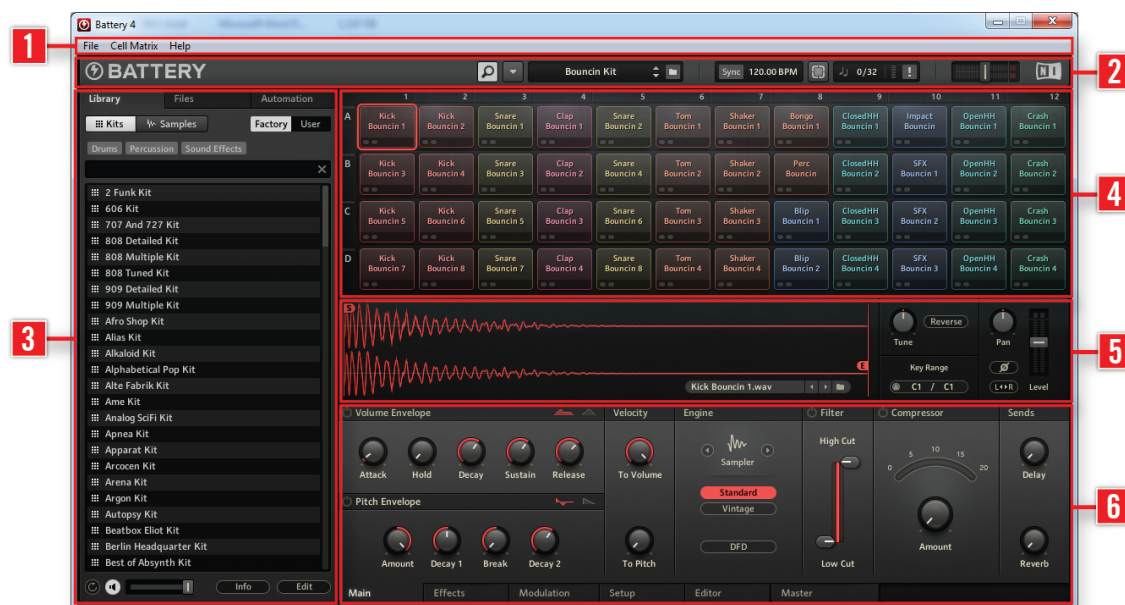 Battery 4
1
File Cell Matrix Help
BATTERY
Bouncin Kit
Sync 120.00 BPM
0/32
!
NI
2
Library Files Automation
Kits Samples Factory User
Drums Percussion Sound Effects
2 Funk Kit
606 Kit
707 And 727 Kit
808 Detailed Kit
808 Multiple Kit
808 Tuned Kit
909 Detailed Kit
909 Multiple Kit
Afro Shop Kit
Alias Kit
Alkaloid Kit
Alphabetical Pop Kit
Alte Fabrik Kit
Ame Kit
Analog SciFi Kit
Apnea Kit
Apparat Kit
Arcocen Kit
Arena Kit
Argon Kit
Autopsy Kit
Beatbox Eliot Kit
Berlin Headquarter Kit
Best of Absynth Kit
Info Edit
3
1 2 3 4 5 6 7 8 9 10 11 12
A
Kick Kick Snare Clap Snare Tom Shaker Bongo ClosedHH Impact OpenHH Crash
Bouncin 1 Bouncin 2 Bouncin 1 Bouncin 1 Bouncin 2 Bouncin 1 Bouncin 1 Bouncin 1 Bouncin 1 Bouncin Bouncin 1 Bouncin 1
B
Kick Kick Snare Clap Snare Tom Shaker Perc ClosedHH SFX OpenHH Crash
Bouncin 3 Bouncin 4 Bouncin 3 Bouncin 2 Bouncin 4 Bouncin 2 Bouncin 2 Bouncin Bouncin 2 Bouncin 1 Bouncin 2 Bouncin 2
C
Kick Kick Snare Clap Snare Tom Shaker Blip ClosedHH SFX OpenHH Crash
Bouncin 5 Bouncin 6 Bouncin 5 Bouncin 3 Bouncin 6 Bouncin 3 Bouncin 3 Bouncin 1 Bouncin 3 Bouncin 2 Bouncin 3 Bouncin 3
D
Kick Kick Snare Clap Snare Tom Shaker Blip ClosedHH SFX OpenHH Crash
Bouncin 7 Bouncin 8 Bouncin 7 Bouncin 4 Bouncin 8 Bouncin 4 Bouncin 4 Bouncin 2 Bouncin 4 Bouncin 3 Bouncin 4 Bouncin 4
4
S
E
Kick Bouncin 1.wav
Tune Reverse Pan
Key Range
C1 / C1 L R Level
5
Volume Envelope Velocity Engine Filter Compressor Sends
Attack Hold Decay Sustain Release
To Volume
Sampler
Standard
Vintage
DFD
High Cut
Low Cut
0 5 10 15 20
Amount
Delay
Reverb
Pitch Envelope
Amount Decay 1 Break Decay 2
To Pitch
Main Effects Modulation Setup Editor Master
6